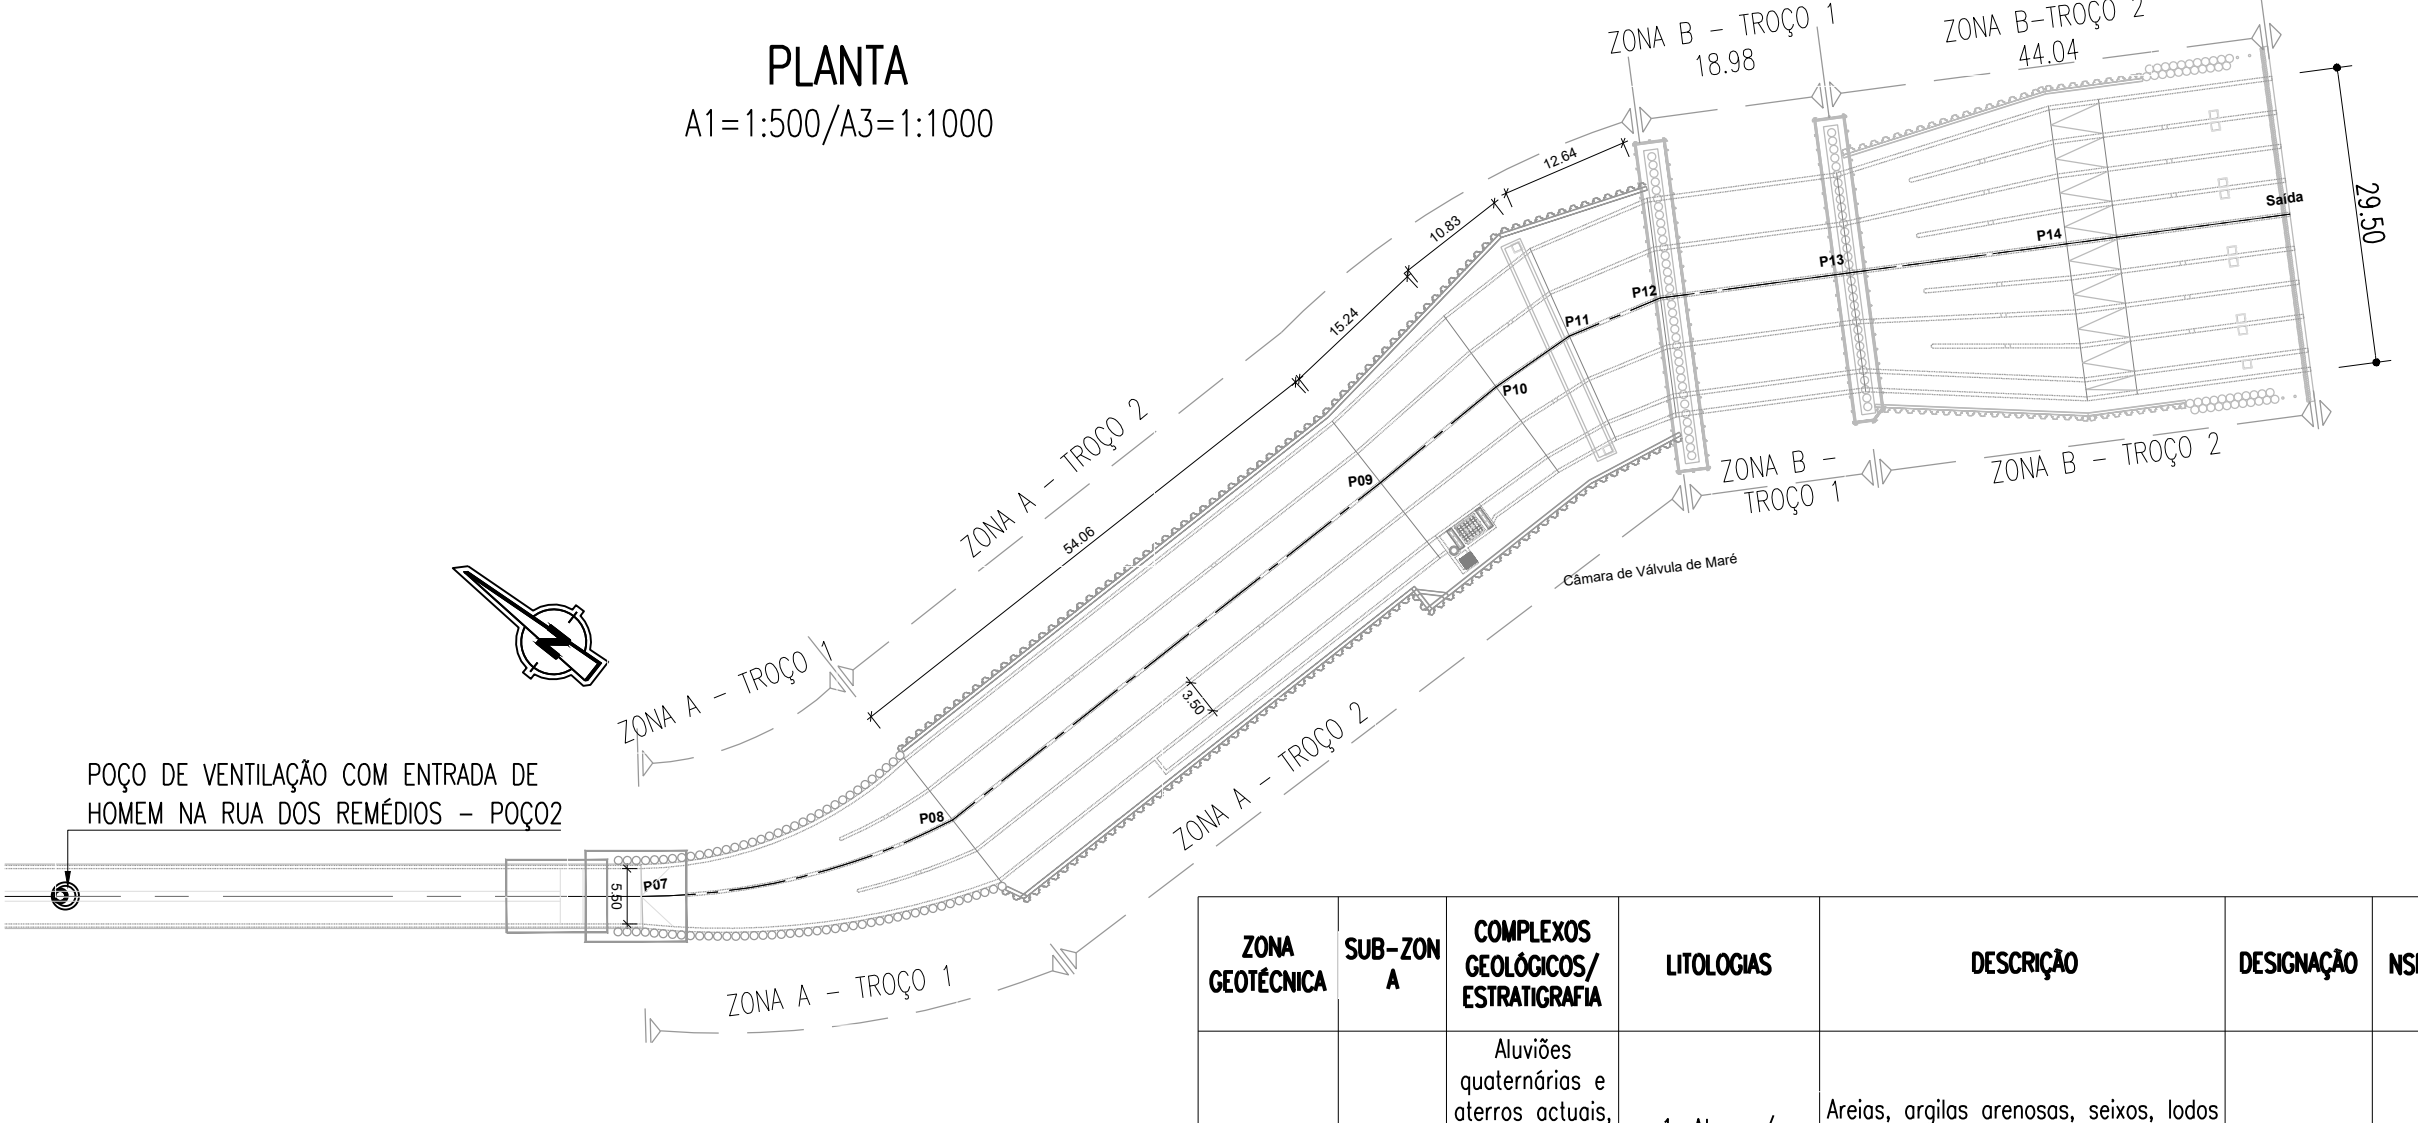 PLANTA
A1=1:500/A3=1:1000
ZONA B - TROÇO 1
18.98
ZONA B-TROÇO 2
44.04
29.50
12.64
10.83
15.24
54.06
ZONA A - TROÇO 2
ZONA A - TROÇO 1
Saída
P14
P13
P12
P11
P10
P09
P08
P07
3.50
5.50
ZONA B -
TROÇO 1
ZONA B - TROÇO 2
Câmara de Válvula de Maré
ZONA A - TROÇO 2
ZONA A - TROÇO 1
POÇO DE VENTILAÇÃO COM ENTRADA DE
HOMEM NA RUA DOS REMÉDIOS - POÇO2
N
ZONA
GEOTÉCNICA
SUB-ZON
A
COMPLEXOS
GEOLÓGICOS/
ESTRATIGRAFIA
LITOLOGIAS
DESCRIÇÃO
DESIGNAÇÃO
Aluviões
quaternárias e
aterros actuais,
Areias, argilas arenosas, seixos, lodos